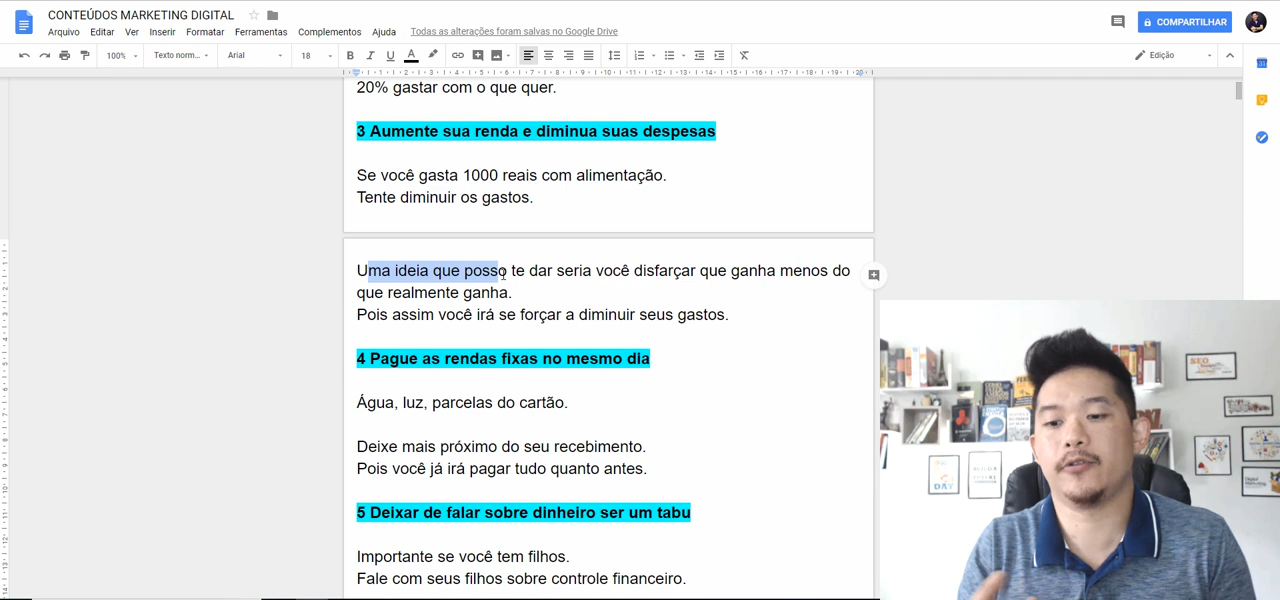 CONTEÚDOS MARKETING DIGITAL
COMPARTILHAR
Arquivo Editar Ver Inserir Formatar Ferramentas Complementos Ajuda Todas as alterações foram salvas no Google Drive
100% Texto norm... Arial 18 B I U A Edição
20% gastar com o que quer.
3 Aumente sua renda e diminua suas despesas
Se você gasta 1000 reais com alimentação.
Tente diminuir os gastos.
Uma ideia que posso te dar seria você disfarçar que ganha menos do
que realmente ganha.
Pois assim você irá se forçar a diminuir seus gastos.
4 Pague as rendas fixas no mesmo dia
Água, luz, parcelas do cartão.
Deixe mais próximo do seu recebimento.
Pois você já irá pagar tudo quanto antes.
5 Deixar de falar sobre dinheiro ser um tabu
Importante se você tem filhos.
Fale com seus filhos sobre controle financeiro.
SEO
DAY